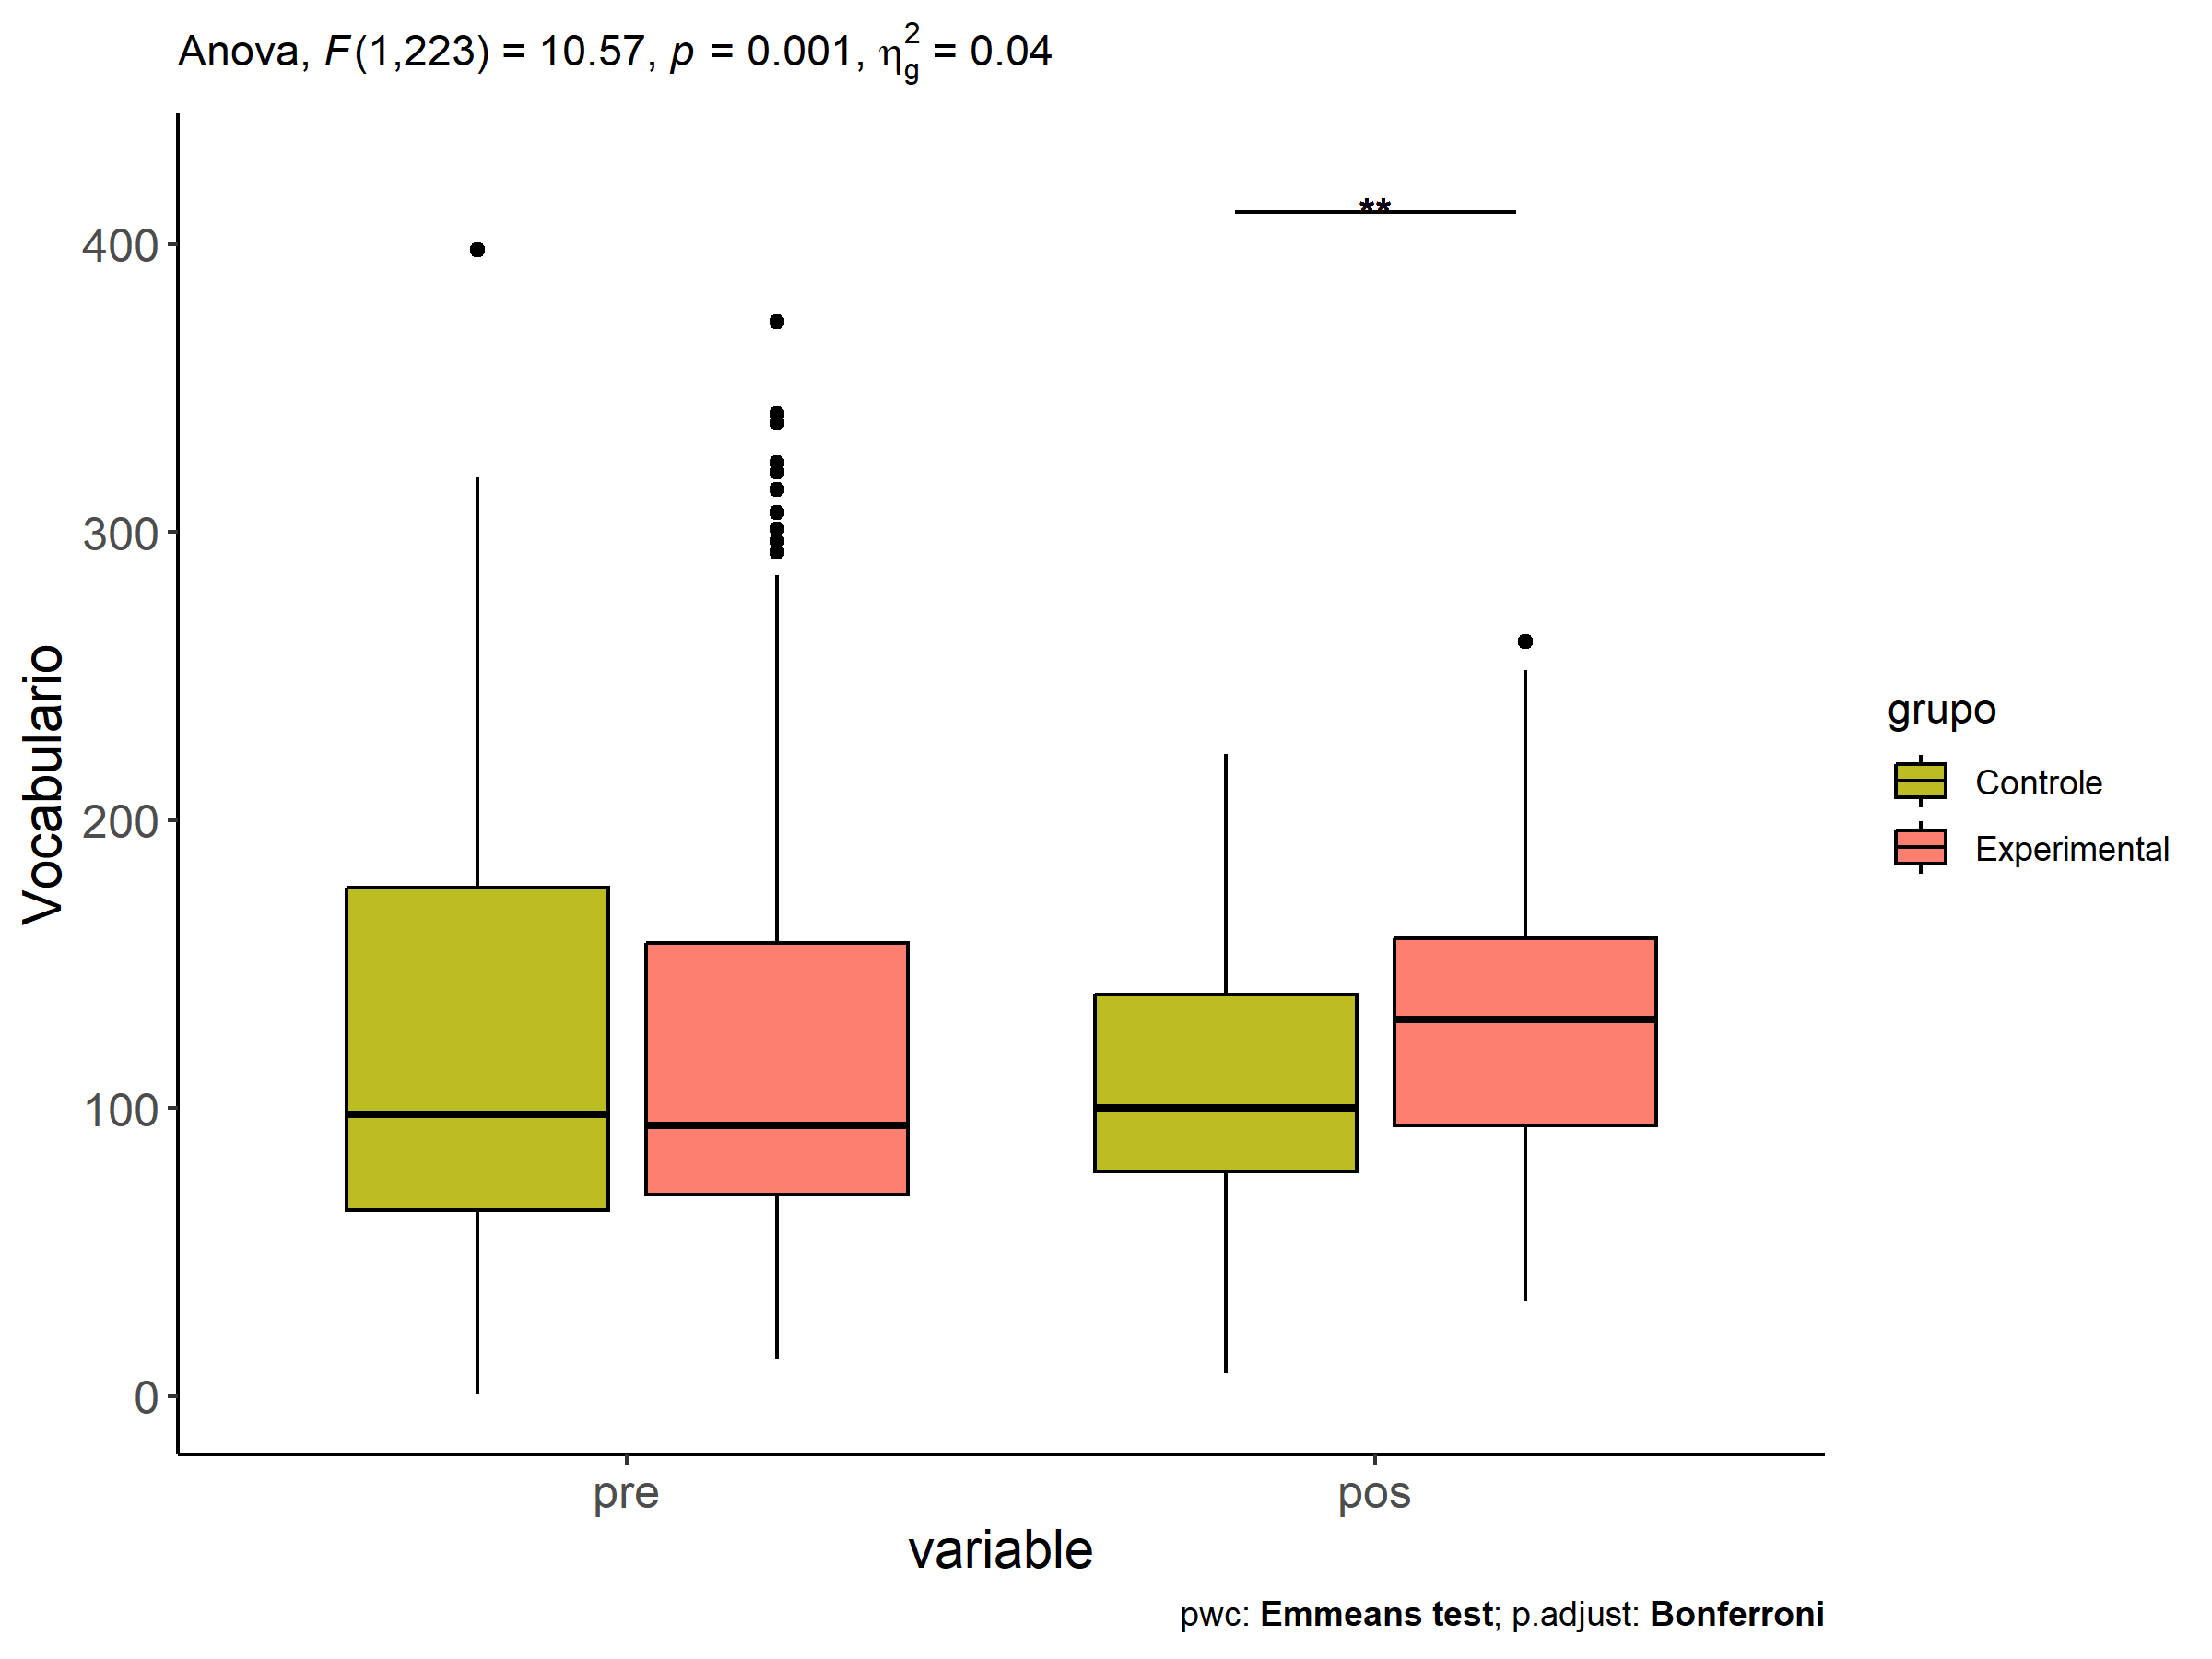 Anova, F(1,223) = 10.57, p = 0.001, η²g = 0.04
Vocabulario
400
300
200
100
0
**
pre
pos
variable
grupo
Controle
Experimental
pwc: Emmeans test; p.adjust: Bonferroni